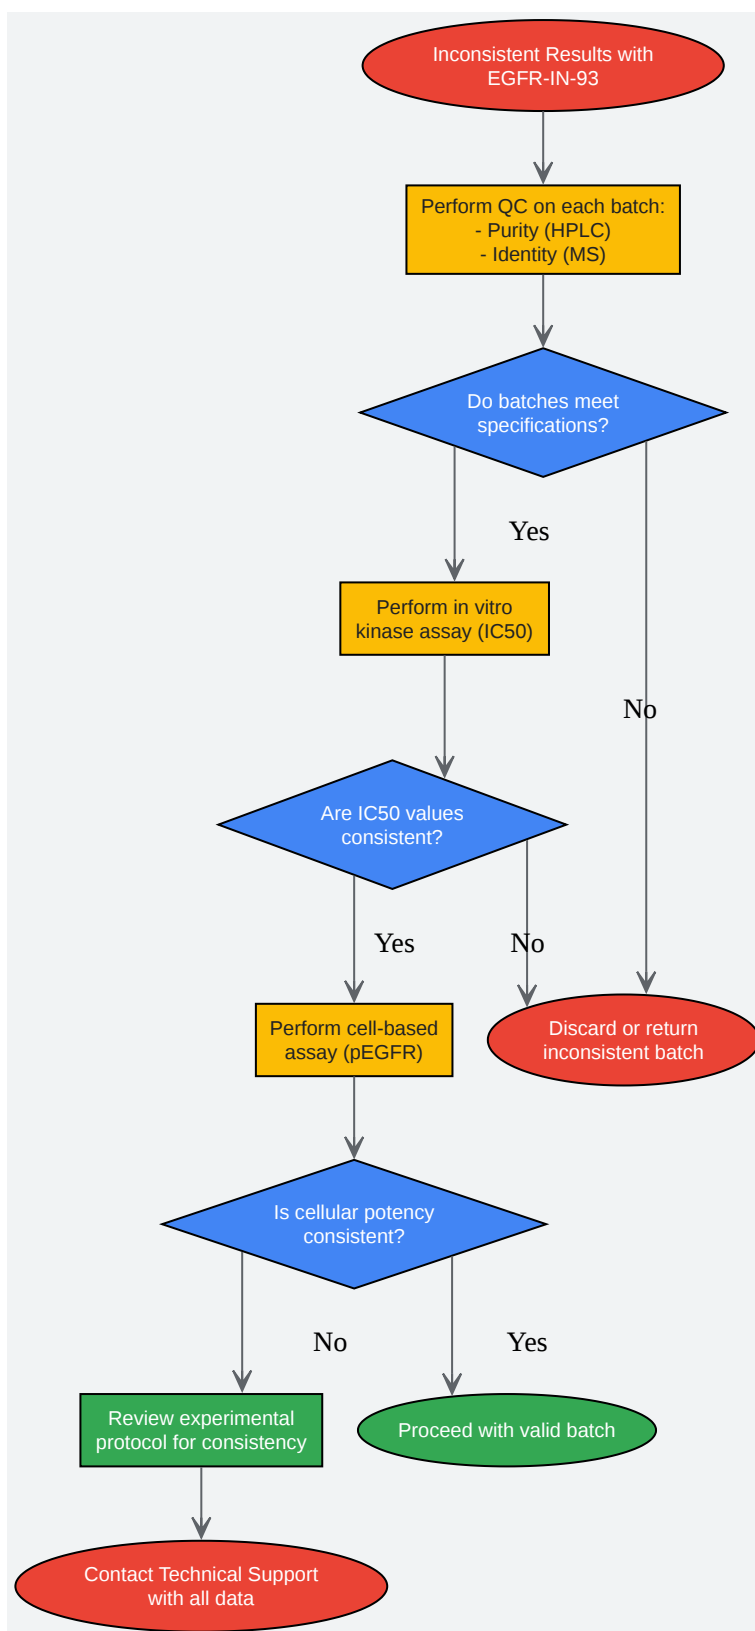 Inconsistent Results with
EGFR-IN-93
Perform QC on each batch:
- Purity (HPLC)
- Identity (MS)
Do batches meet
specifications?
Yes
Perform in vitro
kinase assay (IC50)
No
Are IC50 values
consistent?
Yes
No
Perform cell-based
assay (pEGFR)
Discard or return
inconsistent batch
Is cellular potency
consistent?
No
Yes
Review experimental
protocol for consistency
Proceed with valid batch
Contact Technical Support
with all data